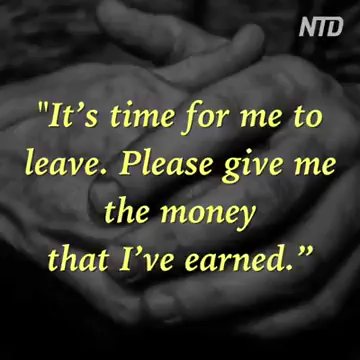 NTD
"It's time for me to
leave. Please give me
the money
that I've earned.”